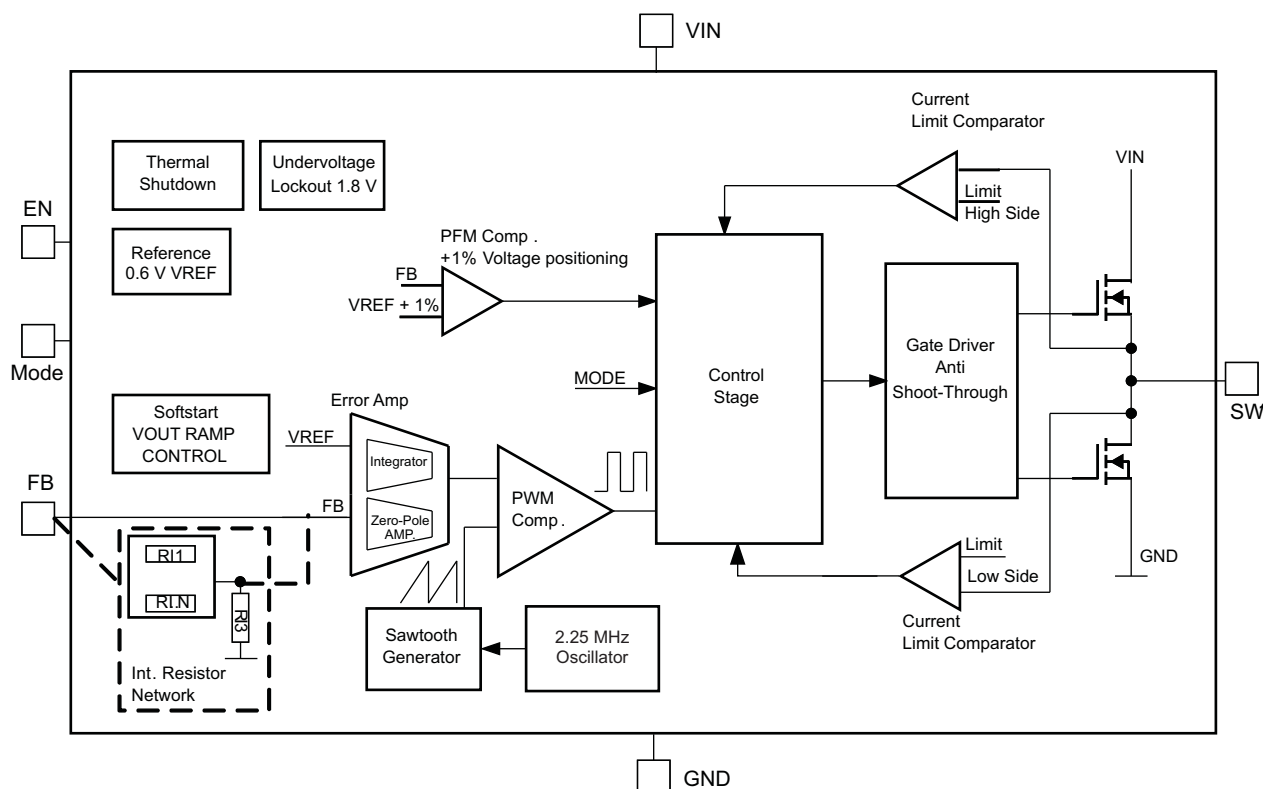 VIN
Current
Limit Comparator
VIN
Thermal
Shutdown
Undervoltage
Lockout 1.8 V
Limit
High Side
EN
Reference
0.6 V VREF
PFM Comp .
+1% Voltage positioning
FB
VREF + 1%
Mode
MODE
Control
Stage
Gate Driver
Anti
Shoot-Through
SW
Softstart
VOUT RAMP
CONTROL
Error Amp
VREF
Integrator
FB
FB
Zero-Pole
AMP.
PWM
Comp .
RI1
RI..N
RI3
Int. Resistor
Network
Sawtooth
Generator
2.25 MHz
Oscillator
Limit
Low Side
GND
Current
Limit Comparator
GND